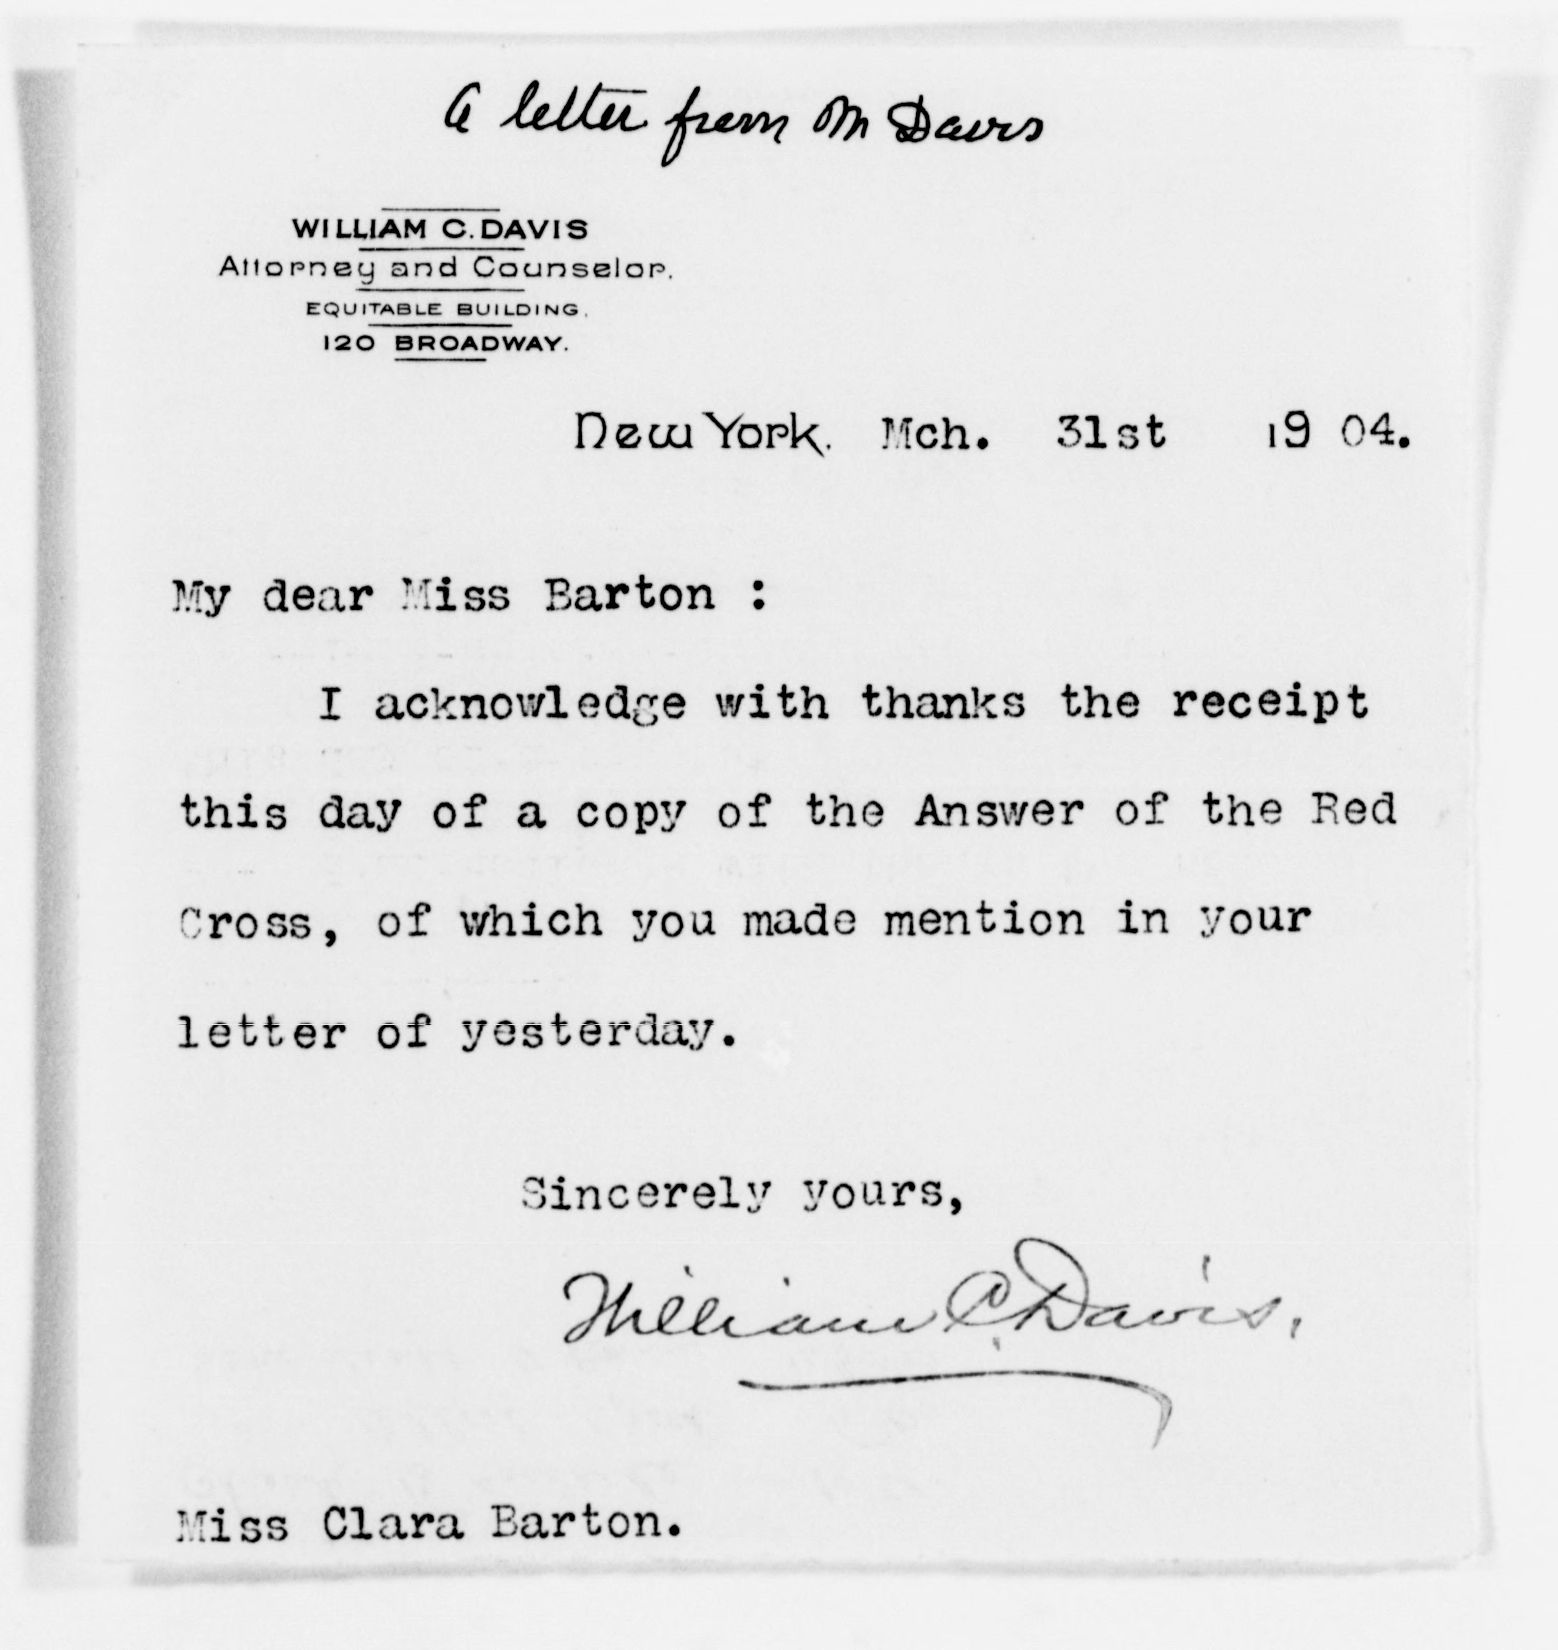 A letter from Mr Davis
WILLIAM C. DAVIS
Attorney and Counselor.
EQUITABLE BUILDING.
120 BROADWAY.
New York. Mch. 31st 1904.
My dear Miss Barton :
I acknowledge with thanks the receipt
this day of a copy of the Answer of the Red
Cross, of which you made mention in your
letter of yesterday.
Sincerely yours,
William C. Davis.
Miss Clara Barton.